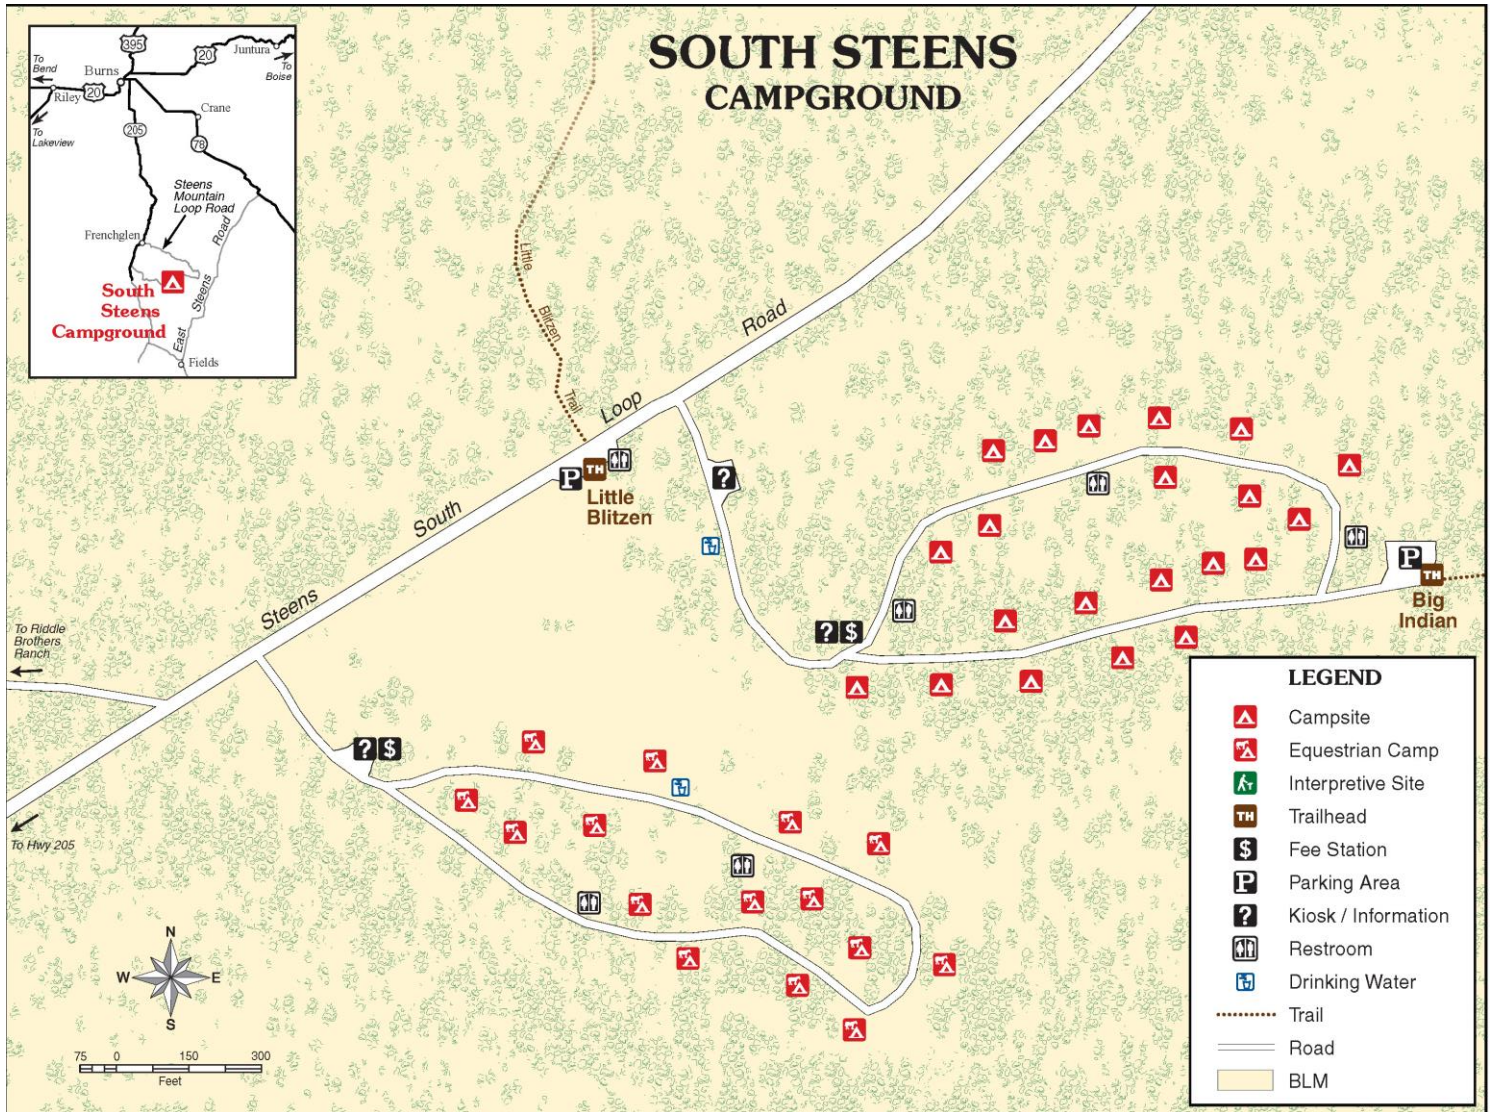 SOUTH STEENS
CAMPGROUND
395
20
Juntura
To
Bend
To
Boise
Burns
Riley
20
Crane
To
Lakeview
205
78
Steens
Mountain
Loop Road
Frenchglen
East Steens Road
South
Steens
Campground
Fields
Little Blitzen Trail
Steens South Loop Road
P
TH
Little
Blitzen
?
? $
P
TH
Big
Indian
To Riddle
Brothers
Ranch
? $
To Hwy 205
N
W E
S
75 0 150 300
Feet
LEGEND
Campsite
Equestrian Camp
Interpretive Site
TH Trailhead
$ Fee Station
P Parking Area
? Kiosk / Information
Restroom
Drinking Water
Trail
Road
BLM